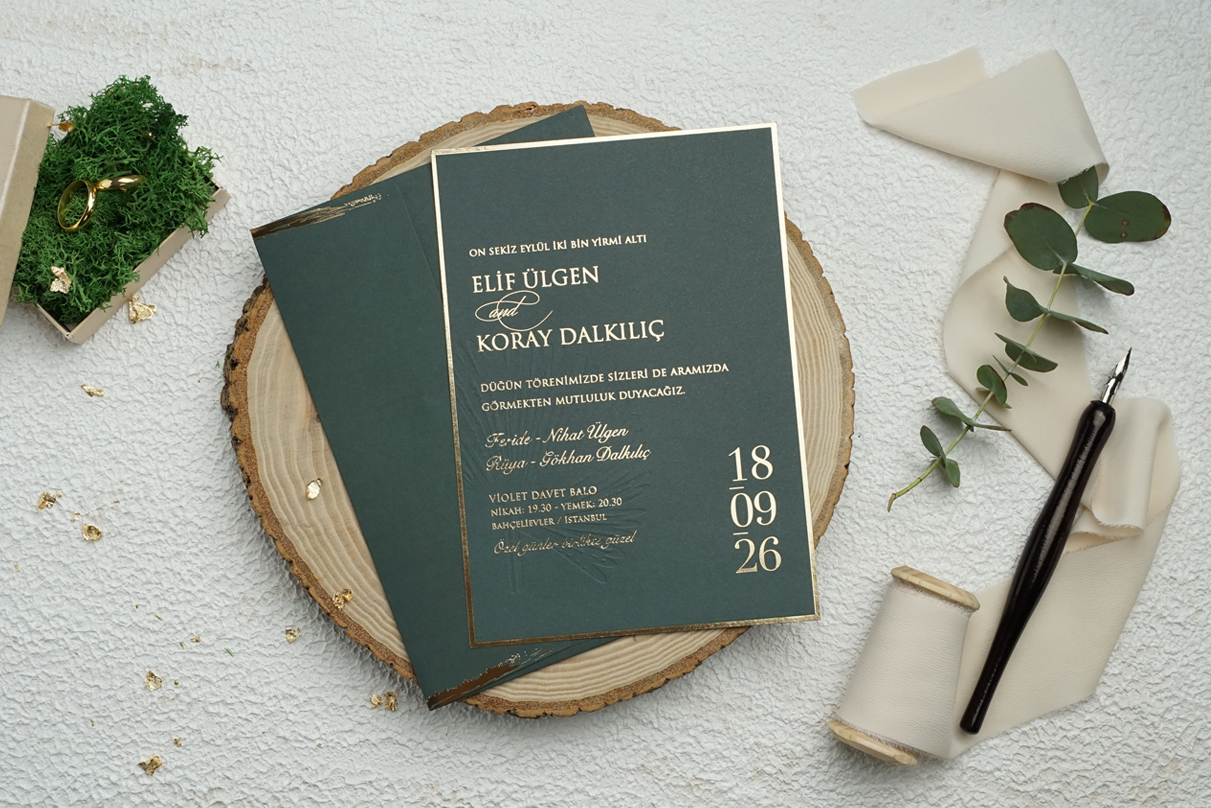 ON SEKİZ EYLÜL İKİ BİN YİRMİ ALTI
ELİF ÜLGEN
and
KORAY DALKILIÇ
DÜĞÜN TÖRENİMİZDE SİZLERİ DE ARAMIZDA
GÖRMEKTEN MUTLULUK DUYACAĞIZ.
Feride - Nihat Ülgen
Rüya - Gökhan Dalkılıç
VİOLET DAVET BALO
NİKAH: 19.30 - YEMEK: 20.30
BAHÇELİEVLER / İSTANBUL
Özel günler birlikte güzel
18
09
26